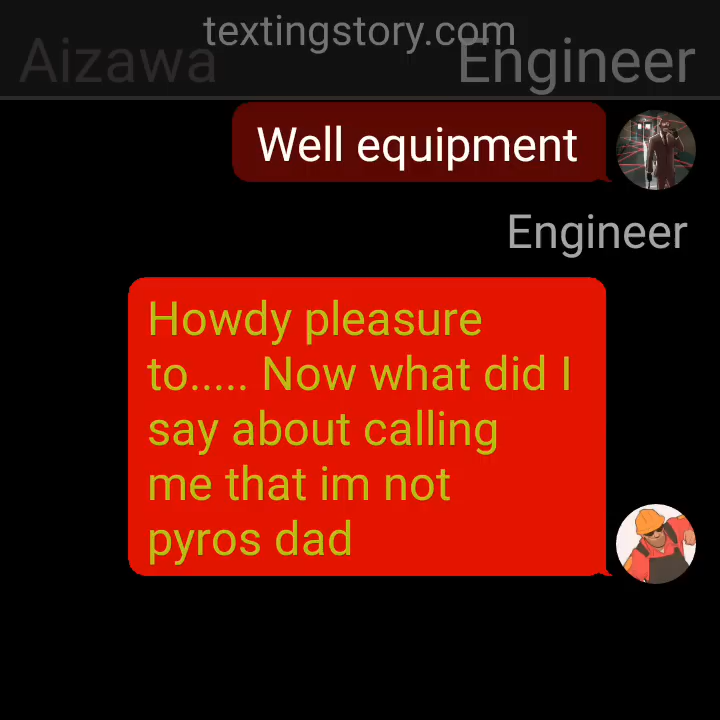 textingstory.com
Aizawa
Engineer
Well equipment
Engineer
Howdy pleasure
to..... Now what did I
say about calling
me that im not
pyros dad